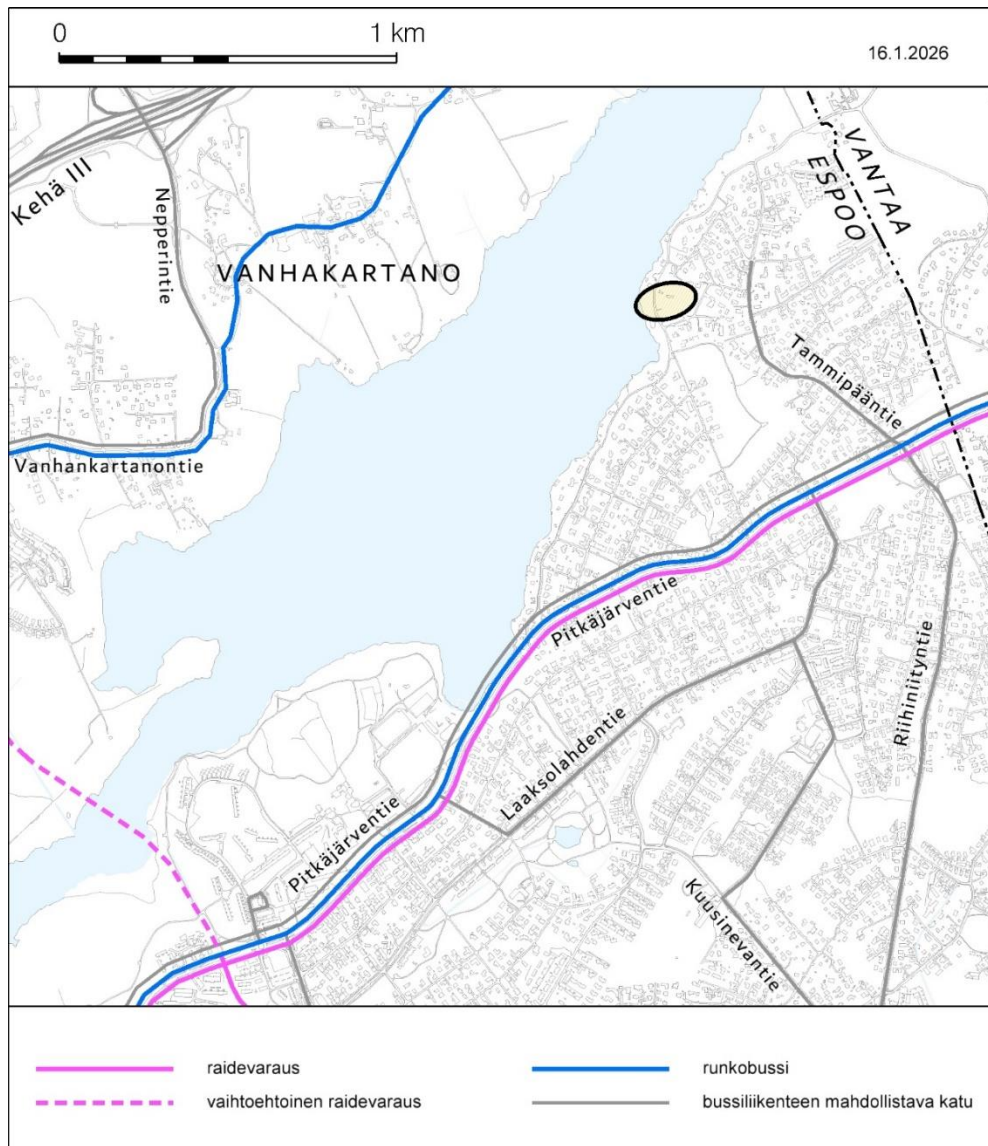 0 1 km
16.1.2026
VANTAA
ESPOO
Kehä III
Nepperintie
VANHAKARTANO
Tammipääntie
Vanhankartanontie
Pitkäjärventie
Riihiniityntie
Laaksolahdentie
Pitkäjärventie
Kuusinevantie
raidevaraus
runkobussi
vaihtoehtoinen raidevaraus
bussiliikenteen mahdollistava katu